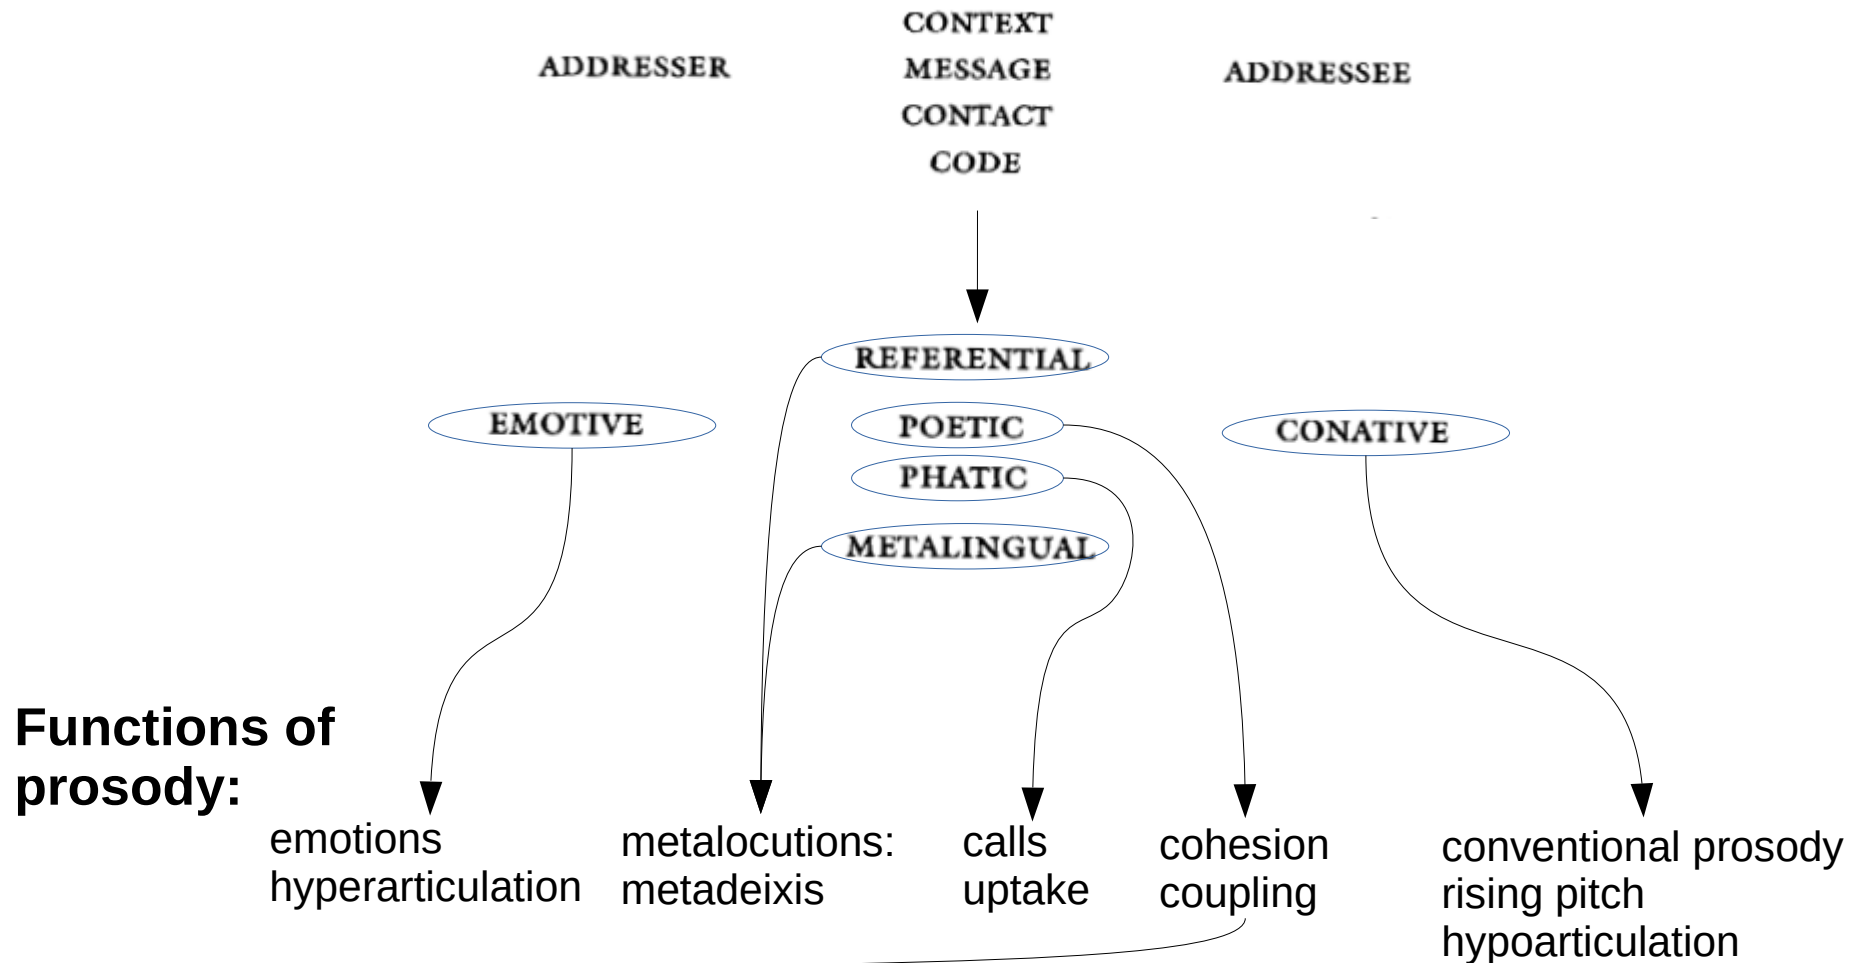 CONTEXT
ADDRESSER
MESSAGE
ADDRESSEE
CONTACT
CODE
REFERENTIAL
EMOTIVE
POETIC
CONATIVE
PHATIC
METALINGUAL
Functions of
prosody:
emotions
hyperarticulation
metalocutions:
metadeixis
calls
uptake
cohesion
coupling
conventional prosody
rising pitch
hypoarticulation